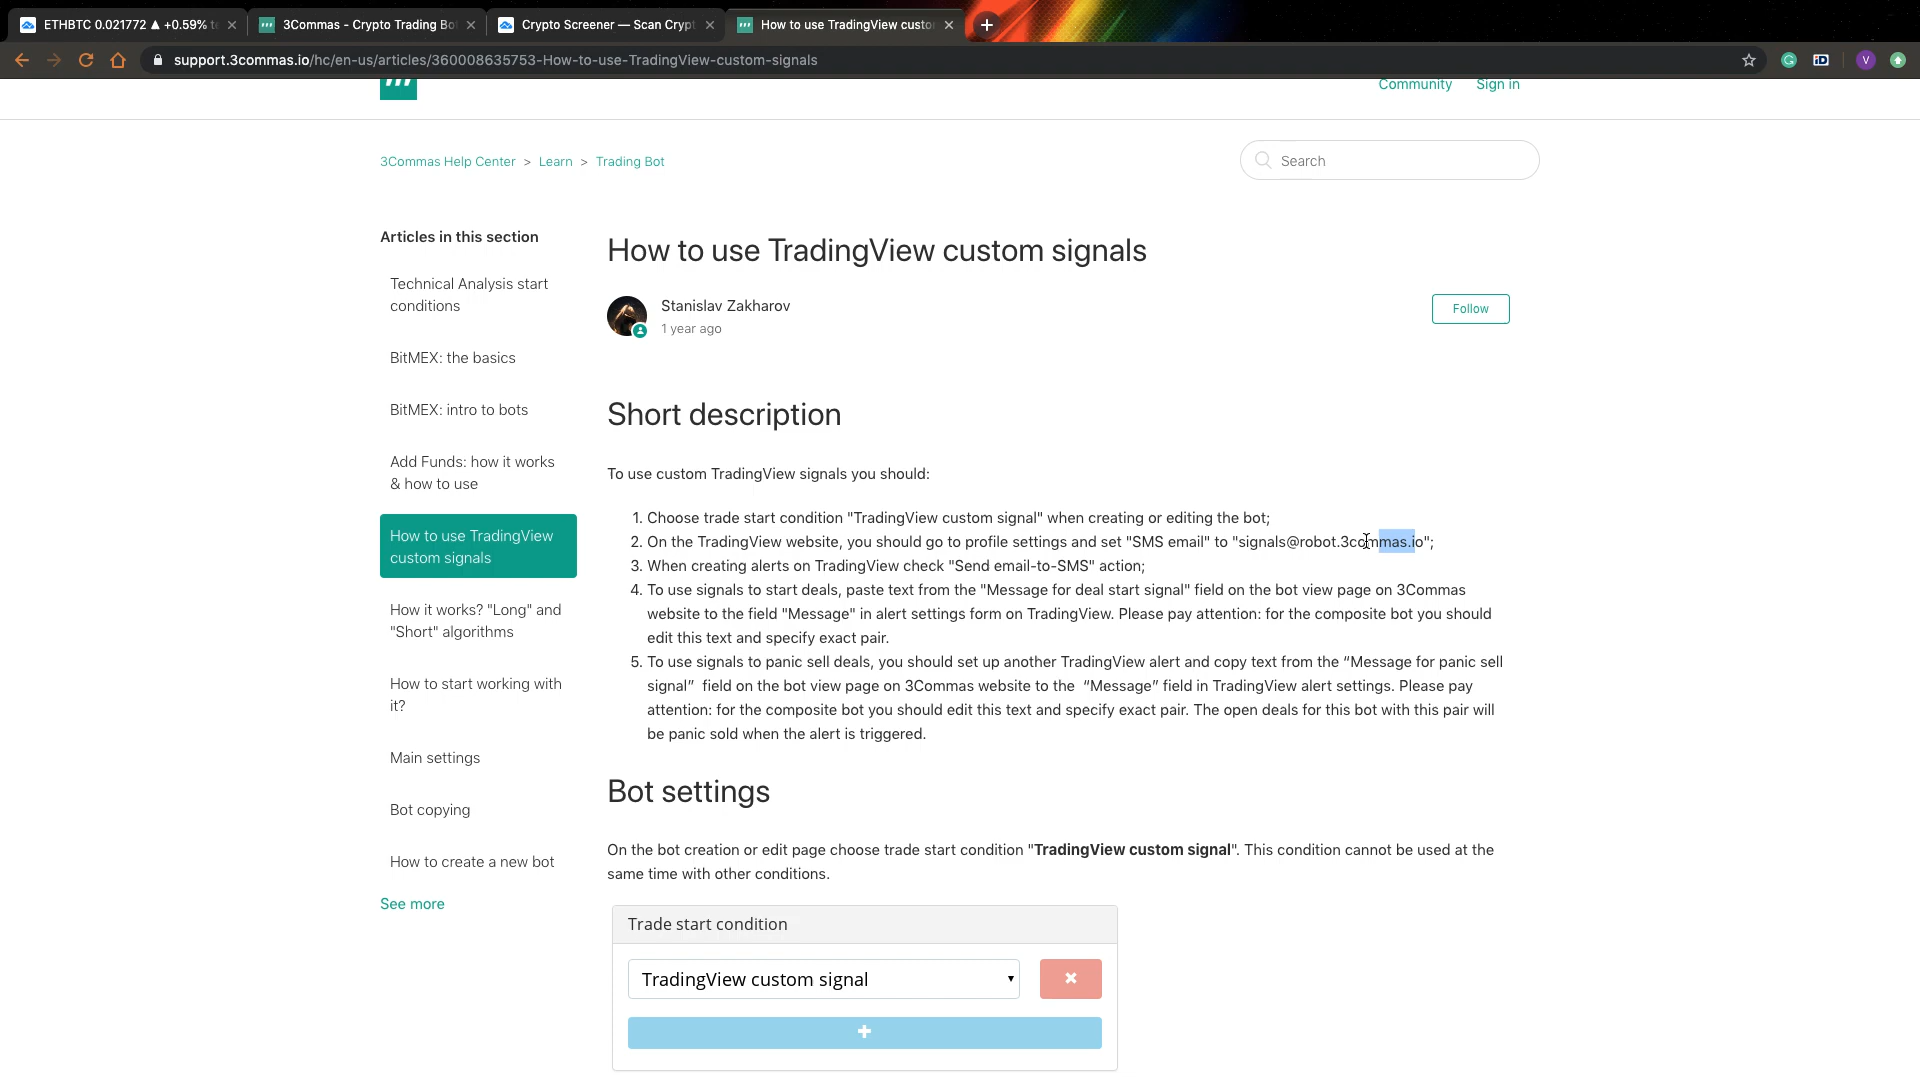 ETHBTC 0.021772 ▲ +0.59%
3Commas - Crypto Trading Bo
Crypto Screener — Scan Crypt
How to use TradingView custo
support.3commas.io/hc/en-us/articles/360008635753-How-to-use-TradingView-custom-signals
V
Community
Sign in
3Commas Help Center > Learn > Trading Bot
Search
Articles in this section
Technical Analysis start
conditions
BitMEX: the basics
BitMEX: intro to bots
Add Funds: how it works
& how to use
How to use TradingView
custom signals
How it works? "Long" and
"Short" algorithms
How to start working with
it?
Main settings
Bot copying
How to create a new bot
See more
How to use TradingView custom signals
Stanislav Zakharov
1 year ago
Follow
Short description
To use custom TradingView signals you should:
1. Choose trade start condition "TradingView custom signal" when creating or editing the bot;
2. On the TradingView website, you should go to profile settings and set "SMS email" to "signals@robot.3commas.io";
3. When creating alerts on TradingView check "Send email-to-SMS" action;
4. To use signals to start deals, paste text from the "Message for deal start signal" field on the bot view page on 3Commas
website to the field "Message" in alert settings form on TradingView. Please pay attention: for the composite bot you should
edit this text and specify exact pair.
5. To use signals to panic sell deals, you should set up another TradingView alert and copy text from the “Message for panic sell
signal” field on the bot view page on 3Commas website to the “Message” field in TradingView alert settings. Please pay
attention: for the composite bot you should edit this text and specify exact pair. The open deals for this bot with this pair will
be panic sold when the alert is triggered.
Bot settings
On the bot creation or edit page choose trade start condition "TradingView custom signal". This condition cannot be used at the
same time with other conditions.
Trade start condition
TradingView custom signal